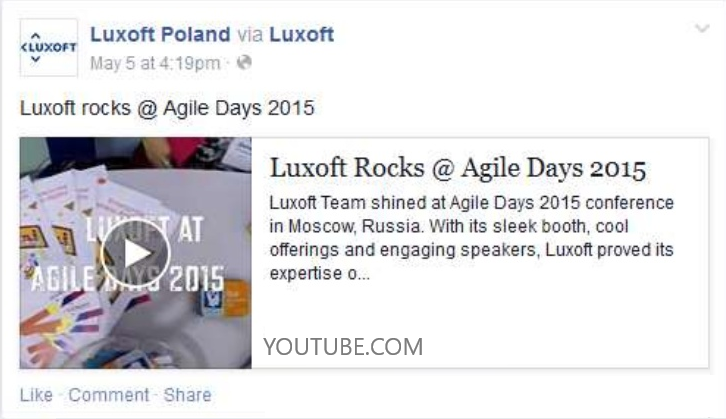 LUXOFT
Luxoft Poland via Luxoft
May 5 at 4:19pm ·
Luxoft rocks @ Agile Days 2015
LUXOFT AT
AGILE DAYS 2015
Luxoft Rocks @ Agile Days 2015
Luxoft Team shined at Agile Days 2015 conference
in Moscow, Russia. With its sleek booth, cool
offerings and engaging speakers, Luxoft proved its
expertise o...
YOUTUBE.COM
Like · Comment · Share